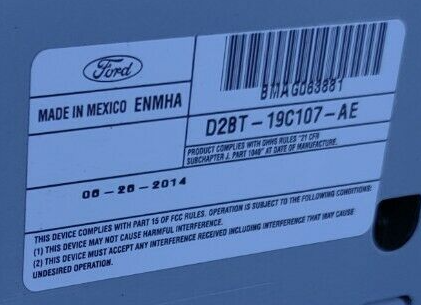 Ford
BMAG083881
MADE IN MEXICO ENMHA
D2BT-19C107-AE
PRODUCT COMPLIES WITH DHHS RULES "21 CFR
SUBCHAPTER J, PART 1040" AT DATE OF MANUFACTURE.
06-26-2014
THIS DEVICE COMPLIES WITH PART 15 OF FCC RULES. OPERATION IS SUBJECT TO THE FOLLOWING CONDITIONS:
(1) THIS DEVICE MAY NOT CAUSE HARMFUL INTERFERENCE.
(2) THIS DEVICE MUST ACCEPT ANY INTERFERENCE RECEIVED INCLUDING INTERFERENCE THAT MAY CAUSE
UNDESIRED OPERATION.